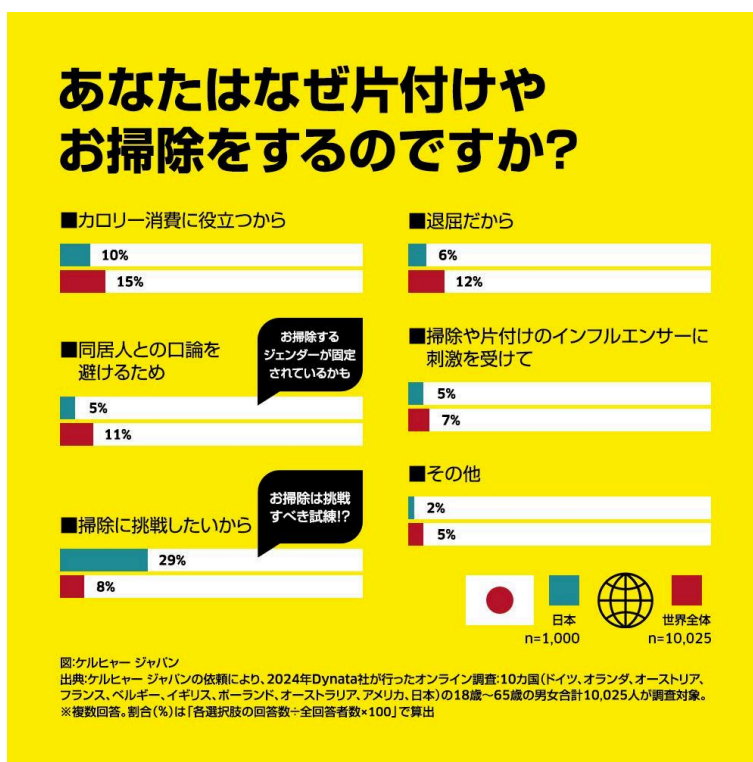 あなたはなぜ片付けや
お掃除をするのですか?
■カロリー消費に役立つから
10%
15%
■同居人との口論を
避けるため
お掃除する
ジェンダーが固定
されているかも
5%
11%
■掃除に挑戦したいから
お掃除は挑戦
すべき試練!?
29%
8%
■退屈だから
6%
12%
■掃除や片付けのインフルエンサーに
刺激を受けて
5%
7%
■その他
2%
5%
日本
n=1,000
世界全体
n=10,025
図:ケルヒャー ジャパン
出典:ケルヒャー ジャパンの依頼により、2024年Dynata社が行ったオンライン調査:10カ国(ドイツ、オランダ、オーストリア、
フランス、ベルギー、イギリス、ポーランド、オーストラリア、アメリカ、日本)の18歳~65歳の男女合計10,025人が調査対象。
※複数回答。割合(%)は「各選択肢の回答数÷全回答者数×100」で算出